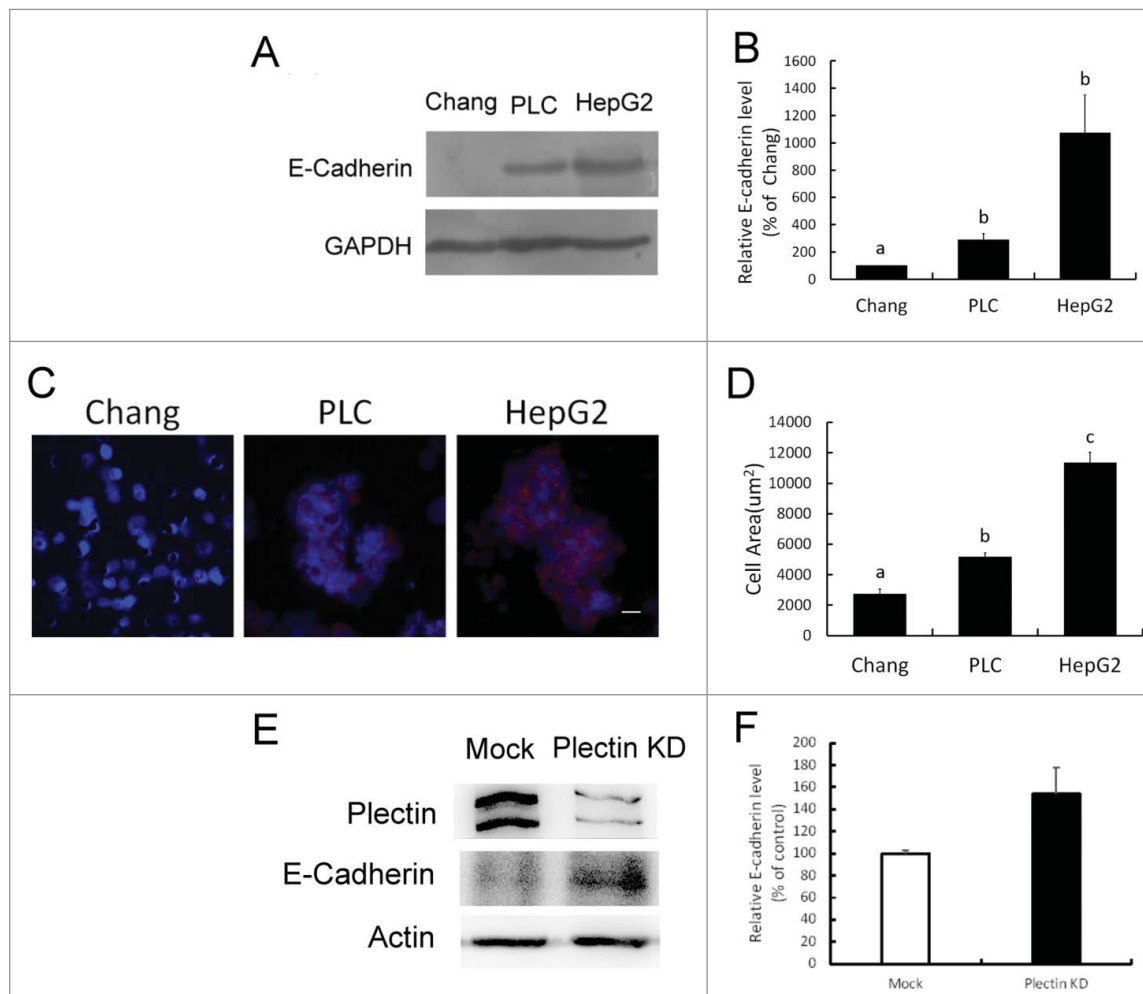 A
Chang PLC HepG2
E-Cadherin
GAPDH
B
Relative E-cadherin level
(% of Chang)
1600
1400
1200
1000
800
600
400
200
0
a
b
b
Chang PLC HepG2
C
Chang PLC HepG2
D
Cell Area(um²)
14000
12000
10000
8000
6000
4000
2000
0
a
b
c
Chang PLC HepG2
E
Mock Plectin KD
Plectin
E-Cadherin
Actin
F
Relative E-cadherin level
(% of control)
200
180
160
140
120
100
80
60
40
20
0
Mock Plectin KD